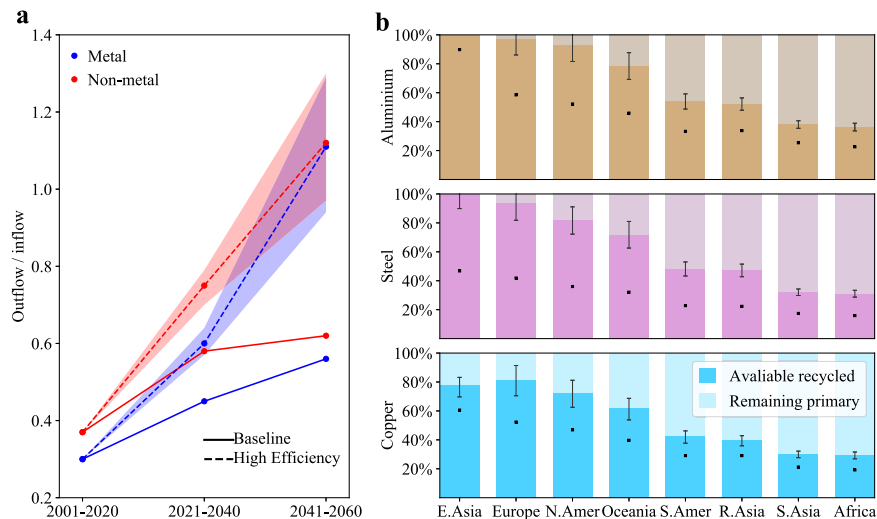 a
1.4
1.2
1.0
0.8
0.6
0.4
0.2
Outflow / inflow
Metal
Non-metal
Baseline
High Efficiency
2001-2020
2021-2040
2041-2060
b
100%
80%
60%
40%
20%
Aluminium
100%
80%
60%
40%
20%
Steel
100%
80%
60%
40%
20%
Copper
Avaliable recycled
Remaining primary
E.Asia
Europe
N.Amer
Oceania
S.Amer
R.Asia
S.Asia
Africa